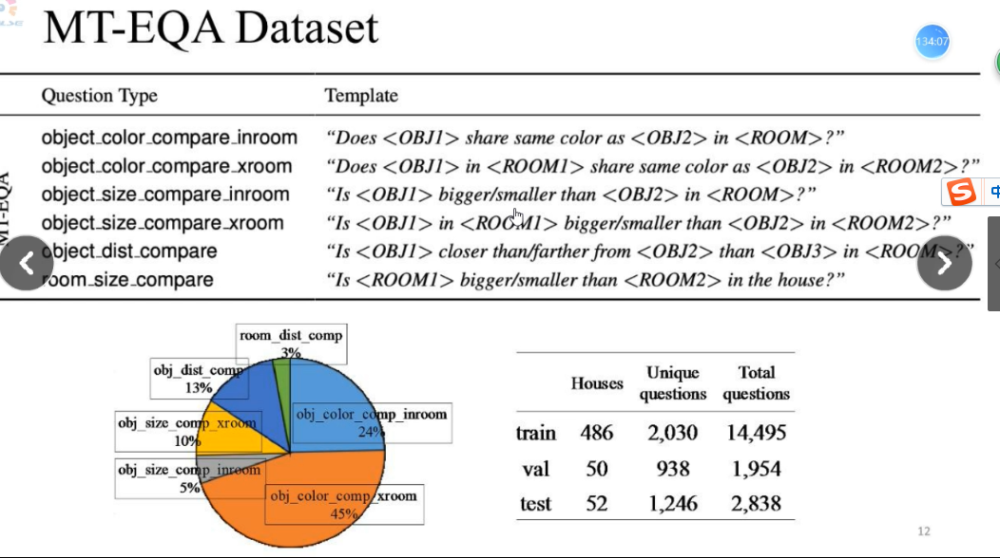 MT-EQA Dataset
134:07
Question Type Template
object_color_compare_inroom "Does <OBJ1> share same color as <OBJ2> in <ROOM>?"
object_color_compare_xroom "Does <OBJ1> in <ROOM1> share same color as <OBJ2> in <ROOM2>?"
object_size_compare_inroom "Is <OBJ1> bigger/smaller than <OBJ2> in <ROOM>?"
object_size_compare_xroom "Is <OBJ1> in <ROOM1> bigger/smaller than <OBJ2> in <ROOM2>?"
object_dist_compare "Is <OBJ1> closer than/farther from <OBJ2> than <OBJ3> in <ROOM>?"
room_size_compare "Is <ROOM1> bigger/smaller than <ROOM2> in the house?"
MT-EQA
S 中
room_dist_comp
3%
obj_dist_comp
13%
obj_size_comp_xroom
10%
obj_size_comp_inroom
5%
obj_color_comp_inroom
24%
obj_color_comp_xroom
45%
Houses Unique questions Total questions
train 486 2,030 14,495
val 50 938 1,954
test 52 1,246 2,838
12